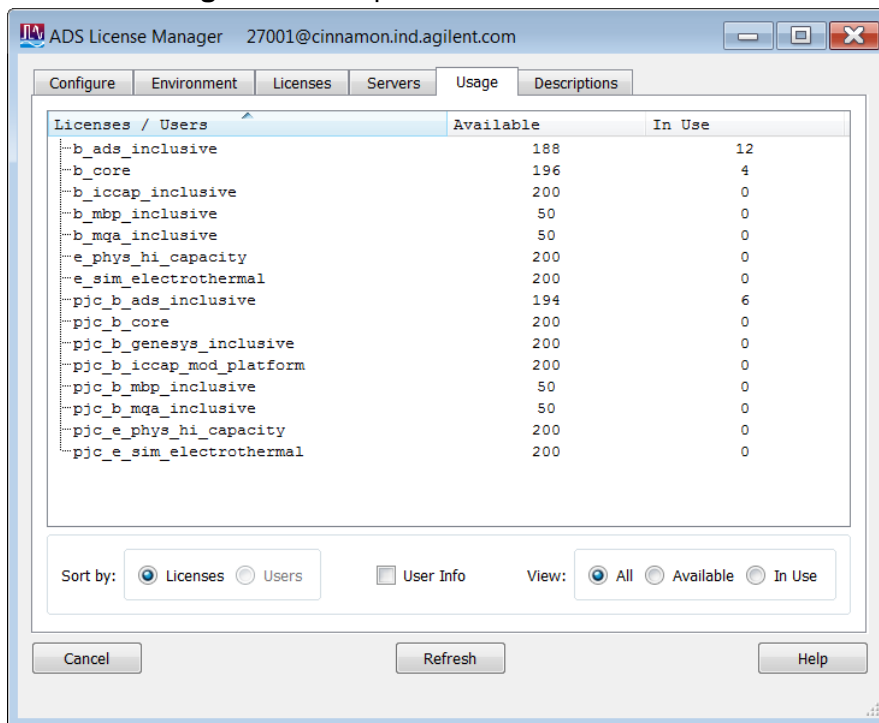 ADS License Manager 27001@cinnamon.ind.agilent.com
Configure Environment Licenses Servers Usage Descriptions
Licenses / Users Available In Use
b_ads_inclusive 188 12
b_core 196 4
b_iccap_inclusive 200 0
b_mbp_inclusive 50 0
b_mqa_inclusive 50 0
e_phys_hi_capacity 200 0
e_sim_electrothermal 200 0
pjc_b_ads_inclusive 194 6
pjc_b_core 200 0
pjc_b_genesys_inclusive 200 0
pjc_b_iccap_mod_platform 200 0
pjc_b_mbp_inclusive 50 0
pjc_b_mqa_inclusive 50 0
pjc_e_phys_hi_capacity 200 0
pjc_e_sim_electrothermal 200 0
Sort by: Licenses Users User Info View: All Available In Use
Cancel Refresh Help